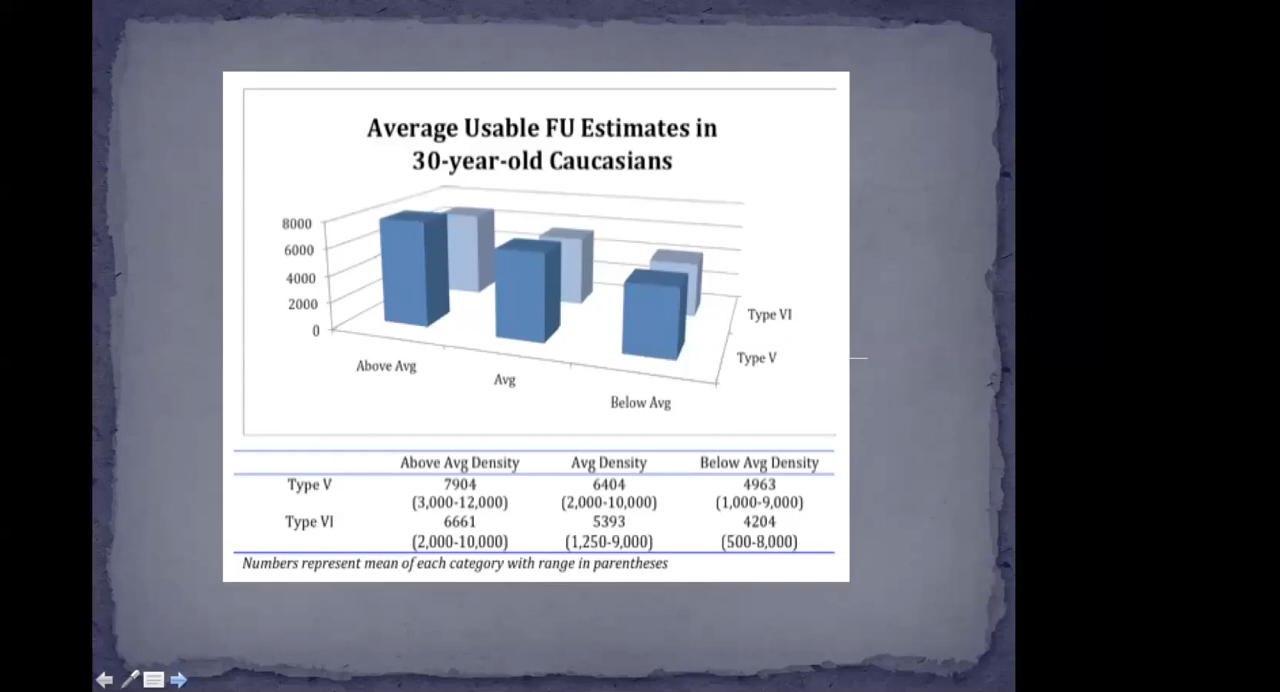 Average Usable FU Estimates in
30-year-old Caucasians
8000
6000
4000
2000
0
Above Avg
Avg
Below Avg
Type VI
Type V
Above Avg Density Avg Density Below Avg Density
Type V 7904 6404 4963
(3,000-12,000) (2,000-10,000) (1,000-9,000)
Type VI 6661 5393 4204
(2,000-10,000) (1,250-9,000) (500-8,000)
Numbers represent mean of each category with range in parentheses